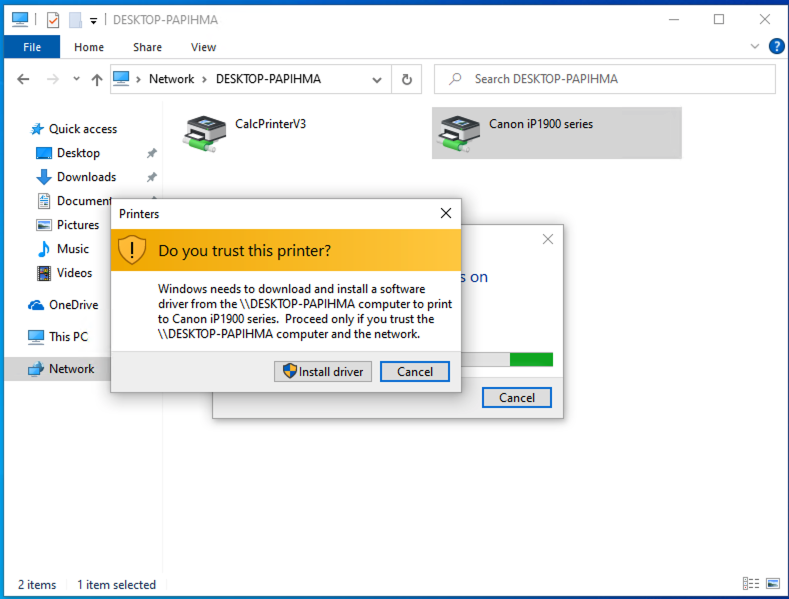 DESKTOP-PAPIHMA
File Home Share View
Network DESKTOP-PAPIHMA
Search DESKTOP-PAPIHMA
Quick access
Desktop
Downloads
Document
Pictures
Music
Videos
OneDrive
This PC
Network
CalcPrinterV3
Canon iP1900 series
Printers
Do you trust this printer?
Windows needs to download and install a software
driver from the \\DESKTOP-PAPIHMA computer to print
to Canon iP1900 series. Proceed only if you trust the
\\DESKTOP-PAPIHMA computer and the network.
Install driver Cancel
on
Cancel
2 items 1 item selected